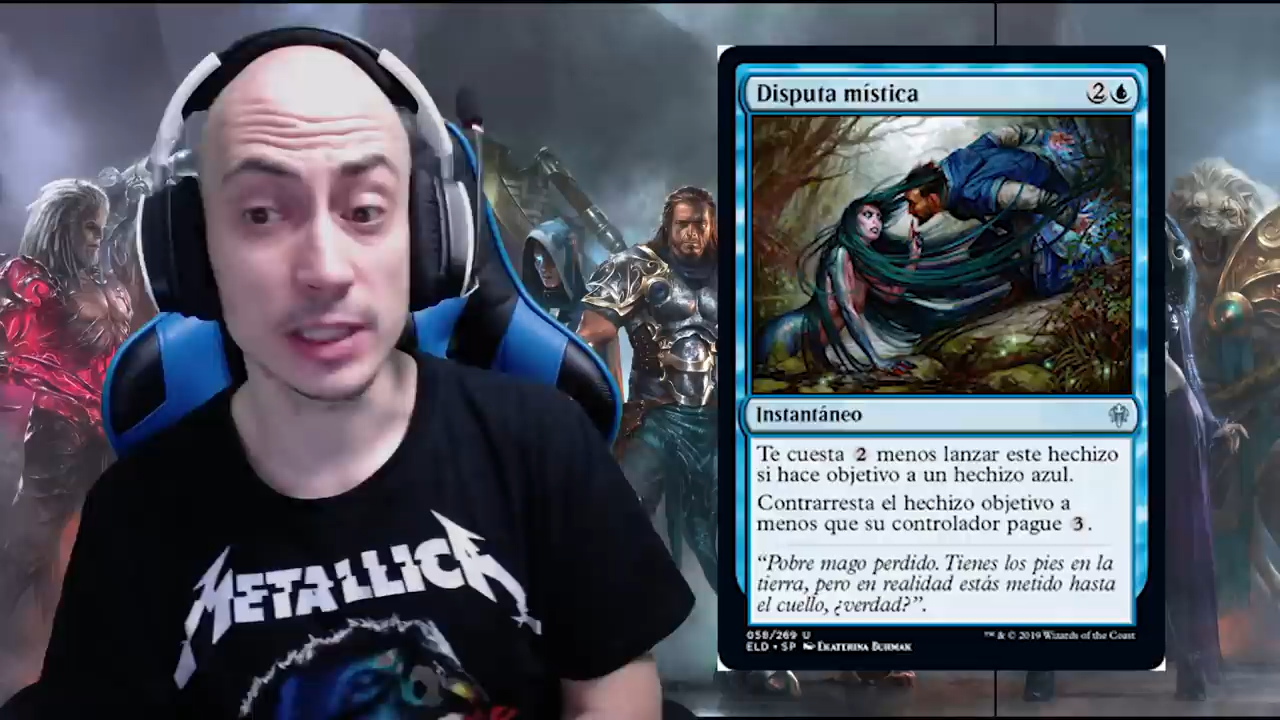 METALLICA
Disputa mística
2
Instantáneo
Te cuesta 2 menos lanzar este hechizo
si hace objetivo a un hechizo azul.
Contrarresta el hechizo objetivo a
menos que su controlador pague 3.
“Pobre mago perdido. Tienes los pies en la
tierra, pero en realidad estás metido hasta
el cuello, ¿verdad?”.
058/269 U
ELD • SP EKATERINA BURMAK
™ & © 2019 Wizards of the Coast